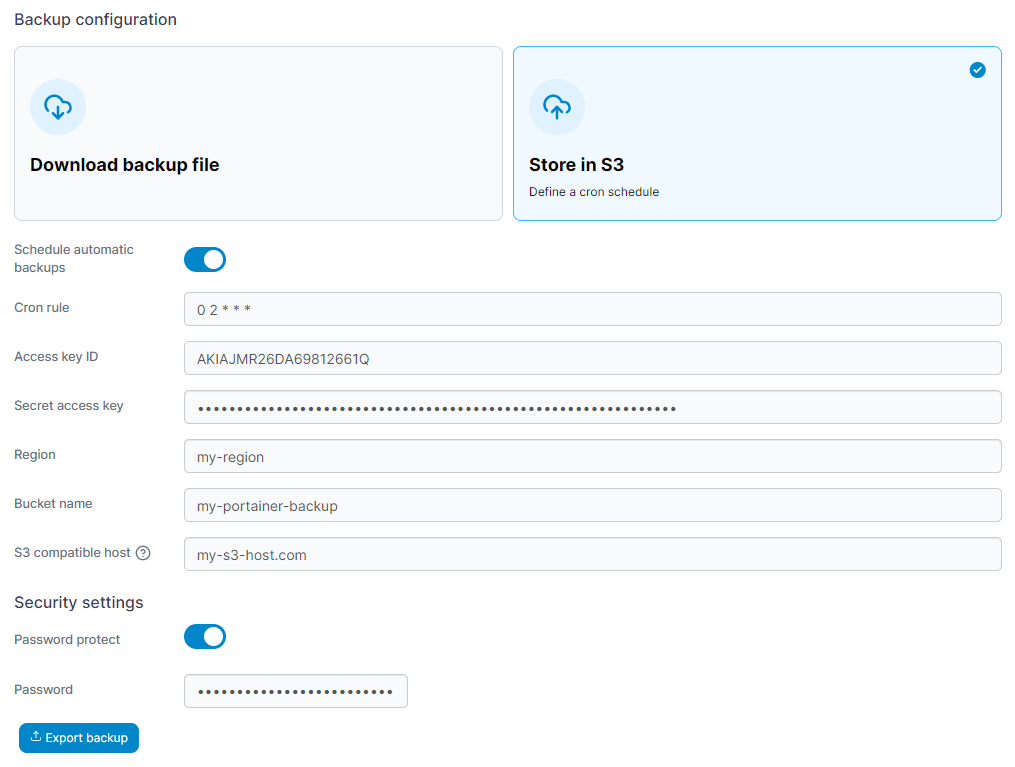 Backup configuration
Download backup file
Store in S3
Define a cron schedule
Schedule automatic
backups
Cron rule
0 2 * * *
Access key ID
AKIAJMR26DA69812661Q
Secret access key
••••••••••••••••••••••••••••••••••••••••••••••••••••••••••••••
Region
my-region
Bucket name
my-portainer-backup
S3 compatible host ?
my-s3-host.com
Security settings
Password protect
Password
•••••••••••••••••••••••••
Export backup